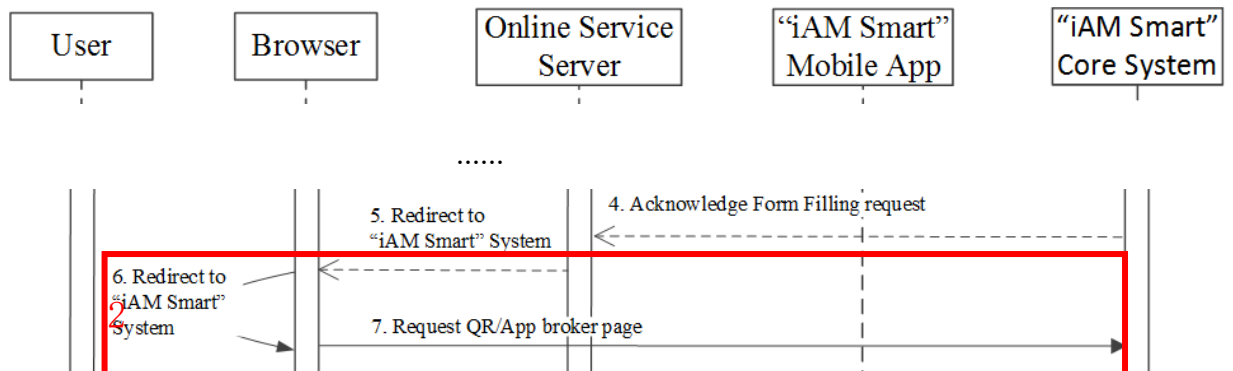 User
Browser
Online Service
Server
“iAM Smart”
Mobile App
“iAM Smart”
Core System
......
4. Acknowledge Form Filling request
5. Redirect to
“iAM Smart” System
6. Redirect to
“iAM Smart”
System
2
7. Request QR/App broker page